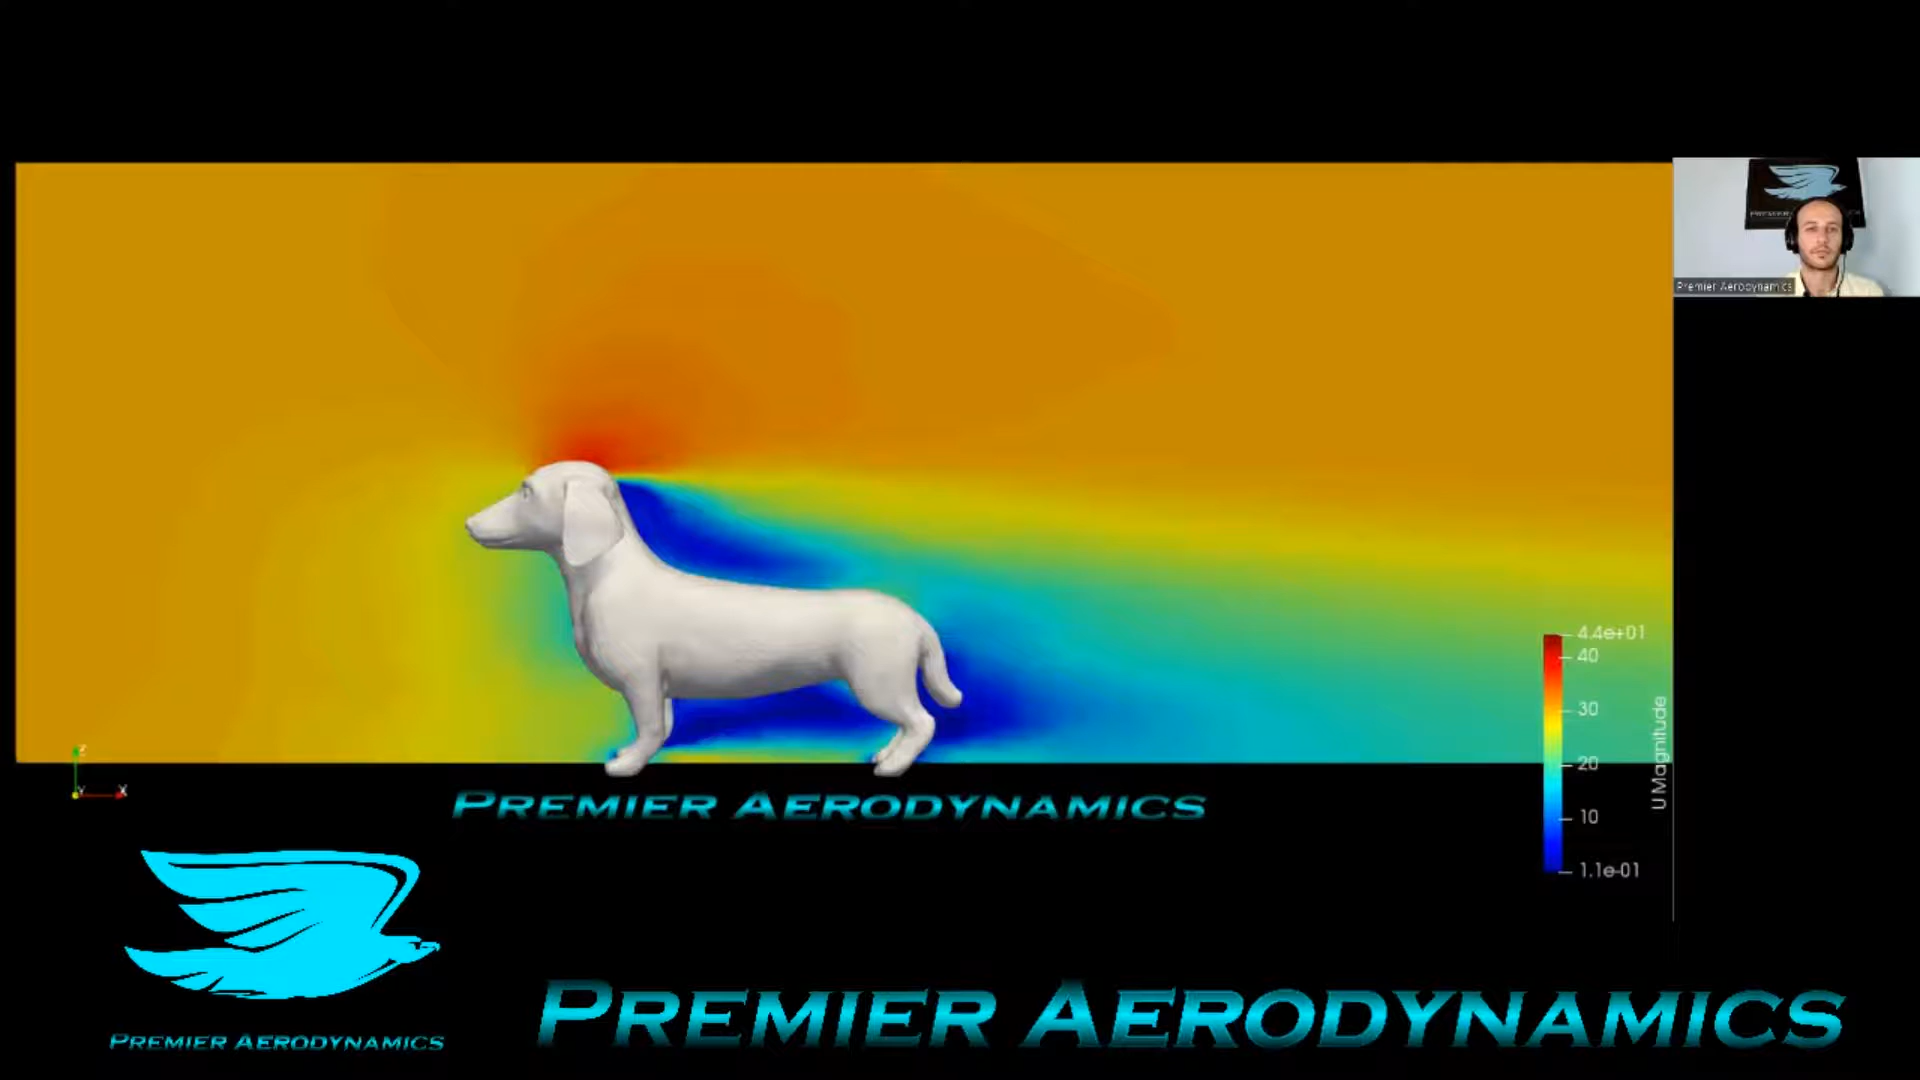 Premier Aerodynamics
4.4e+01
40
30
20
10
1.1e-01
U Magnitude
Z
Y
X
PREMIER AERODYNAMICS
PREMIER AERODYNAMICS
PREMIER AERODYNAMICS